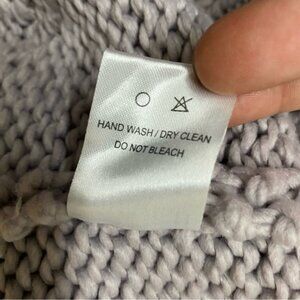 HAND WASH / DRY CLEAN
DO NOT BLEACH